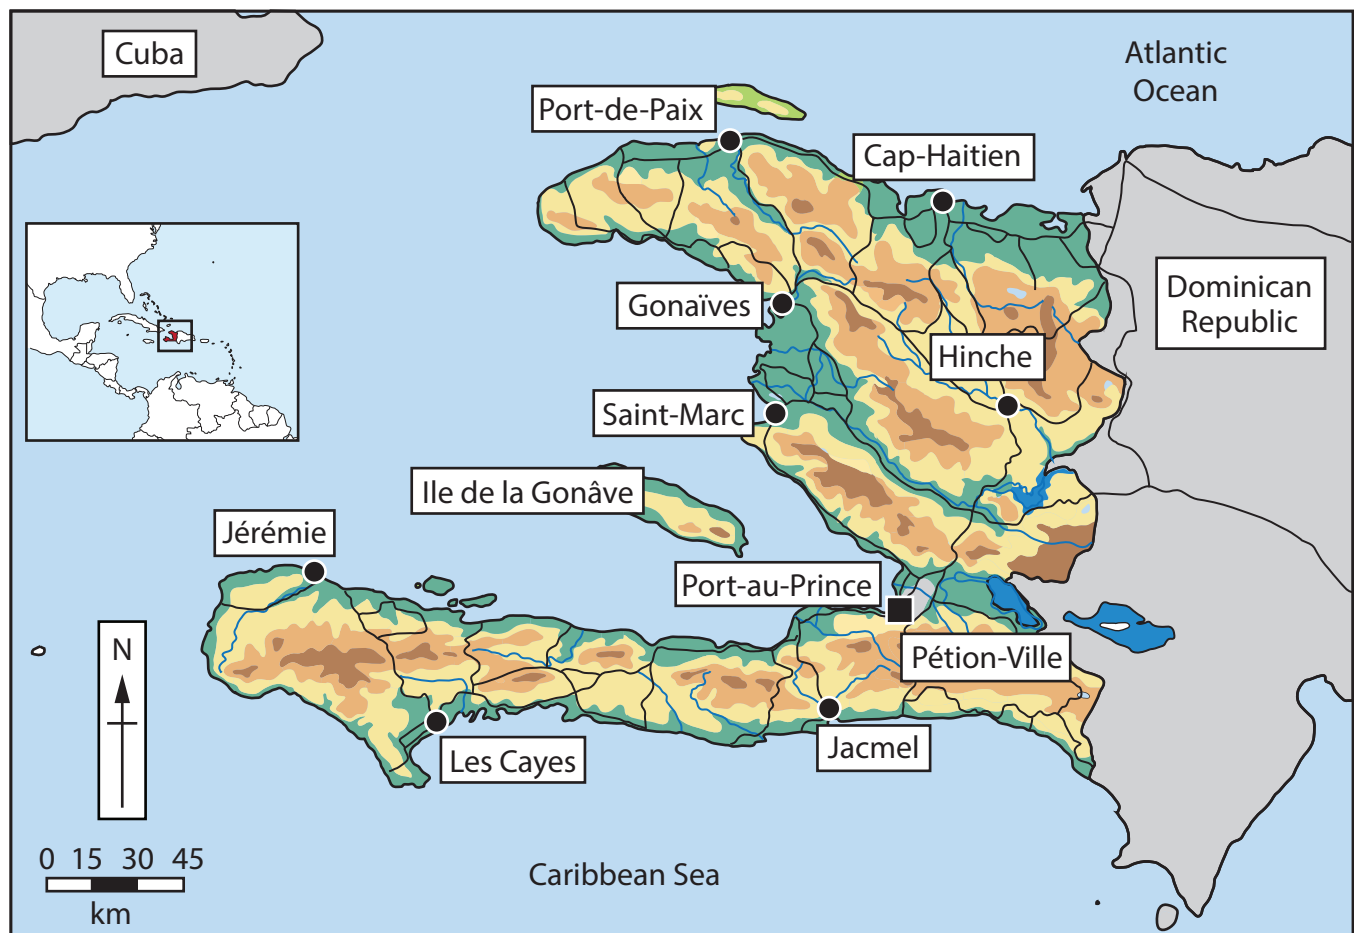 Cuba
Atlantic
Ocean
Port-de-Paix
Cap-Haitien
Dominican
Republic
Gonaïves
Hinche
Saint-Marc
Ile de la Gonâve
Jérémie
Port-au-Prince
Pétion-Ville
N
Jacmel
Les Cayes
0 15 30 45
km
Caribbean Sea